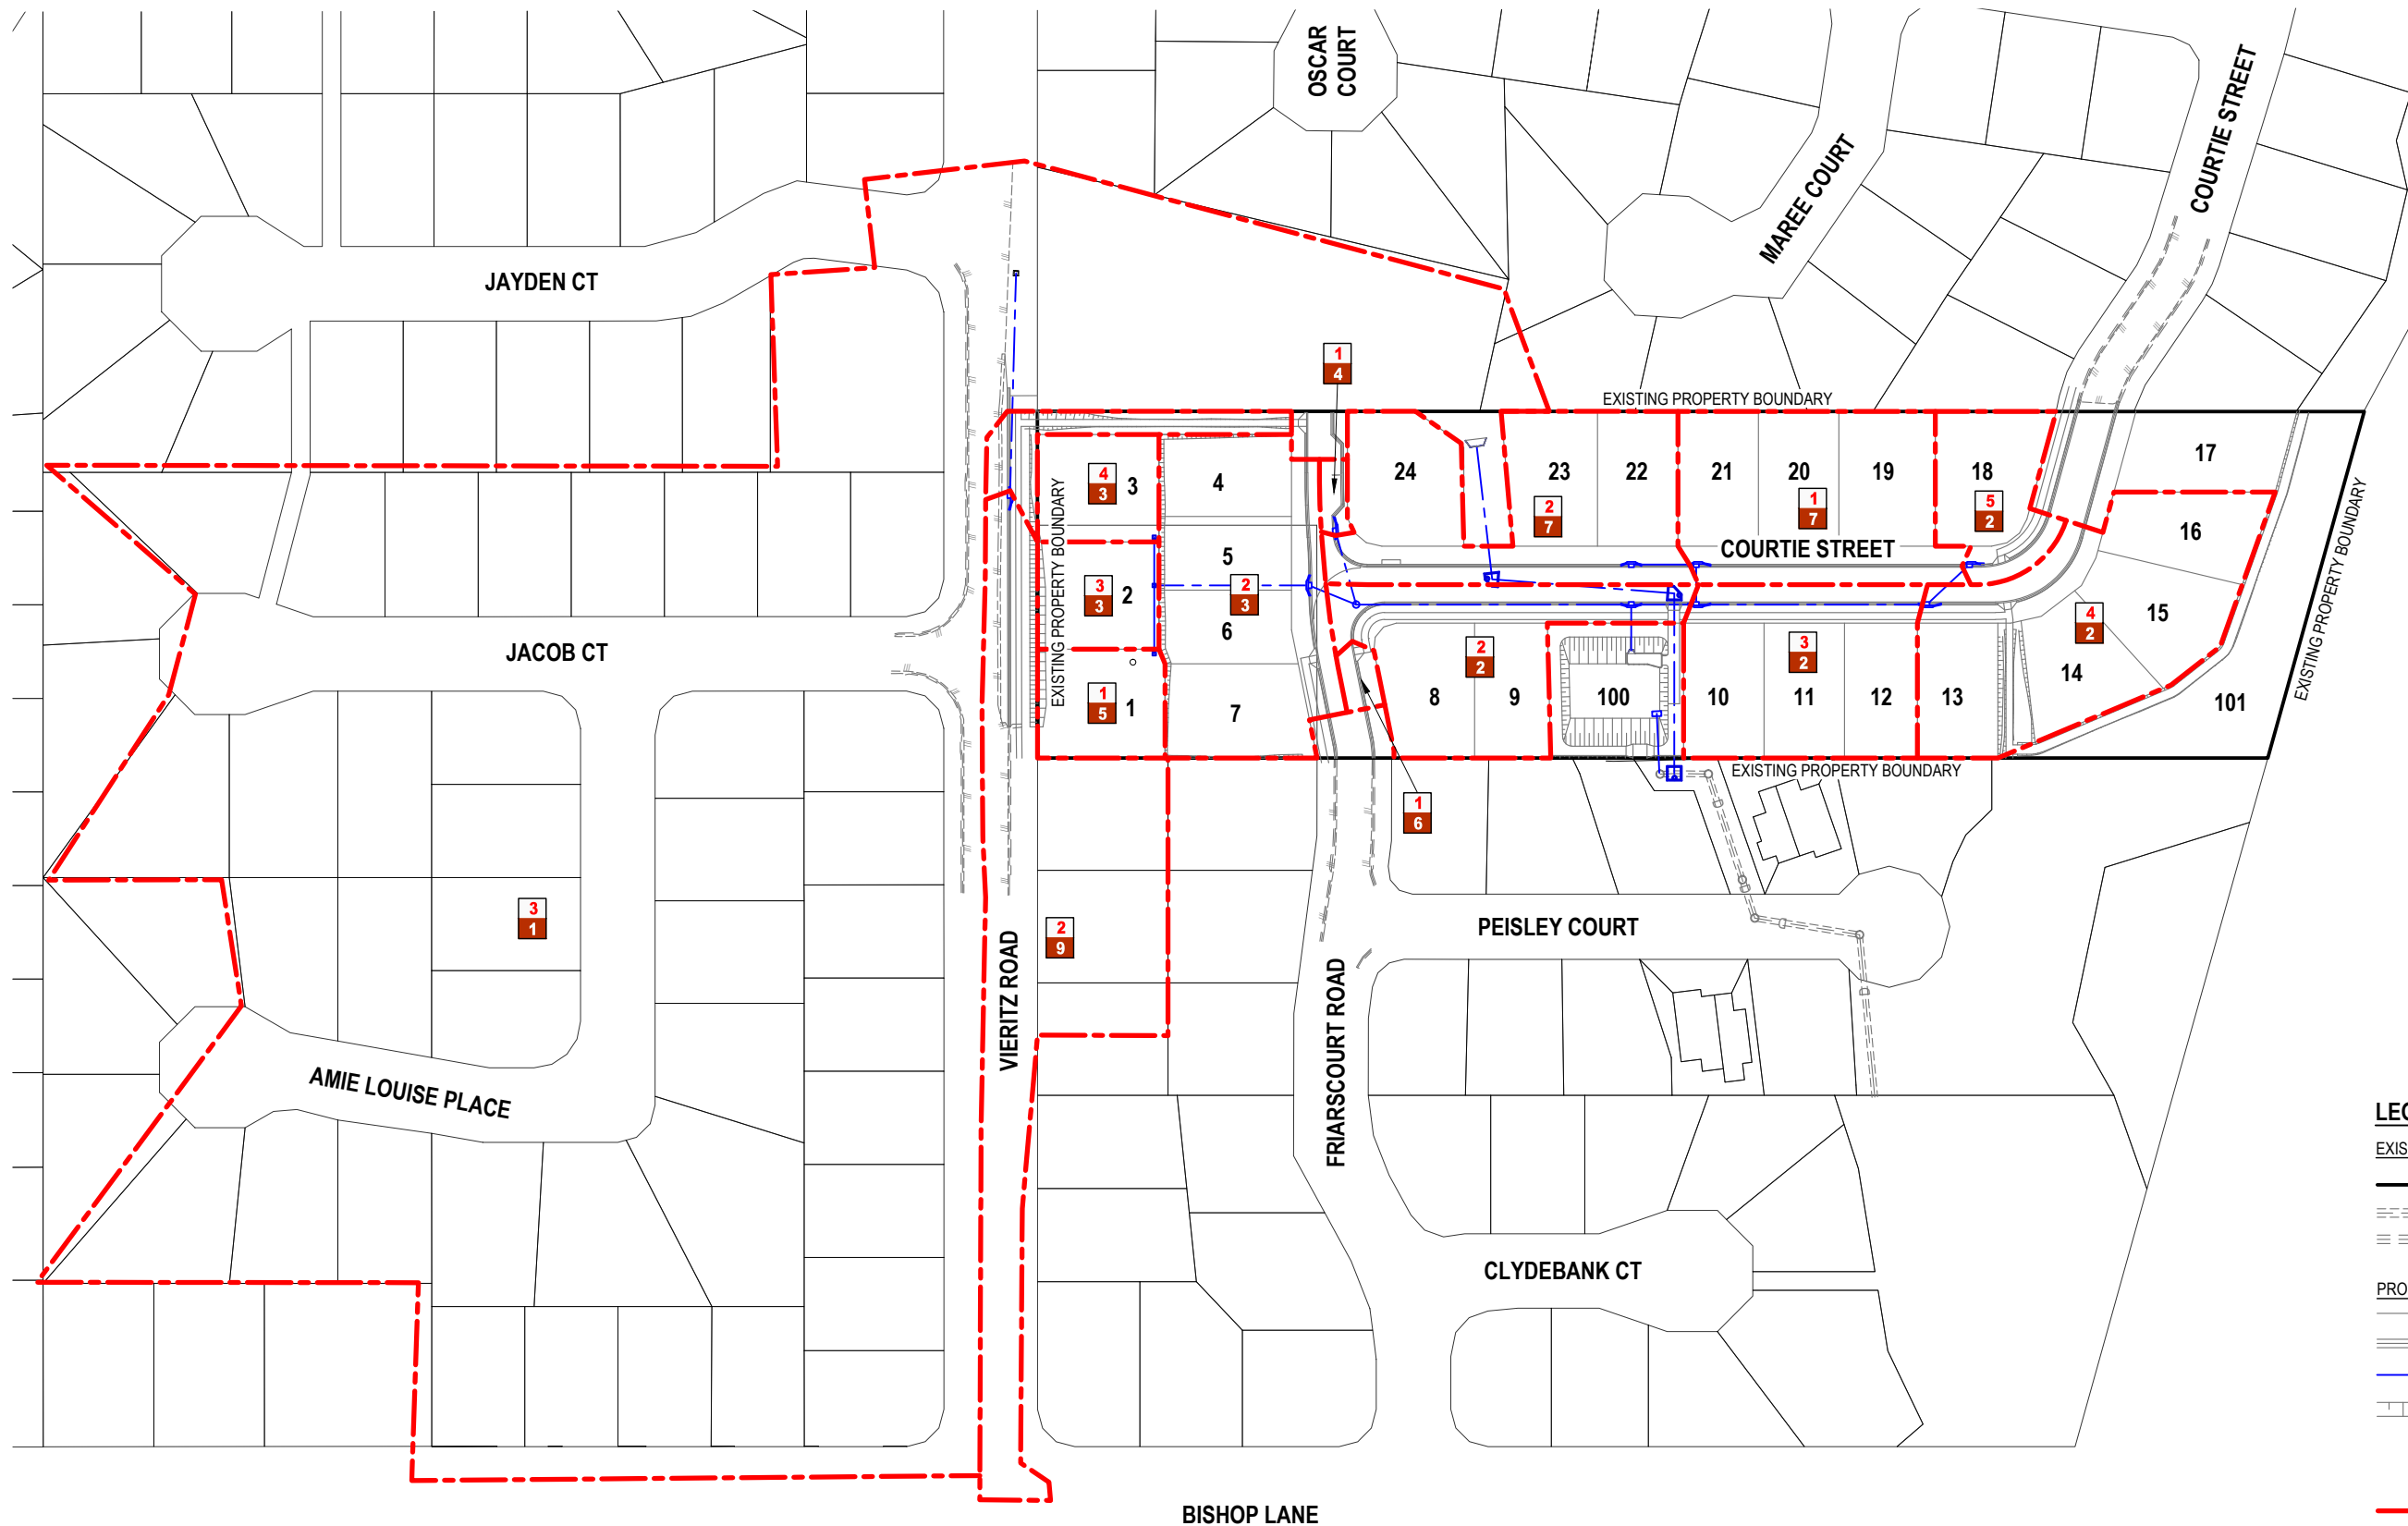 OSCAR
COURT
COURTIE STREET
MAREE COURT
JAYDEN CT
1
4
EXISTING PROPERTY BOUNDARY
4
3
3
4
24
23
22
21
20
19
18
17
2
7
1
7
5
2
16
EXISTING PROPERTY BOUNDARY
EXISTING PROPERTY BOUNDARY
COURTIE STREET
5
3
3
2
2
3
6
15
4
2
JACOB CT
2
2
3
2
14
1
5
1
7
8
9
100
10
11
12
13
101
EXISTING PROPERTY BOUNDARY
1
6
3
1
2
9
PEISLEY COURT
VIERITZ ROAD
FRIARSCOURT ROAD
AMIE LOUISE PLACE
CLYDEBANK CT
BISHOP LANE
LEG
EXIS
PRO